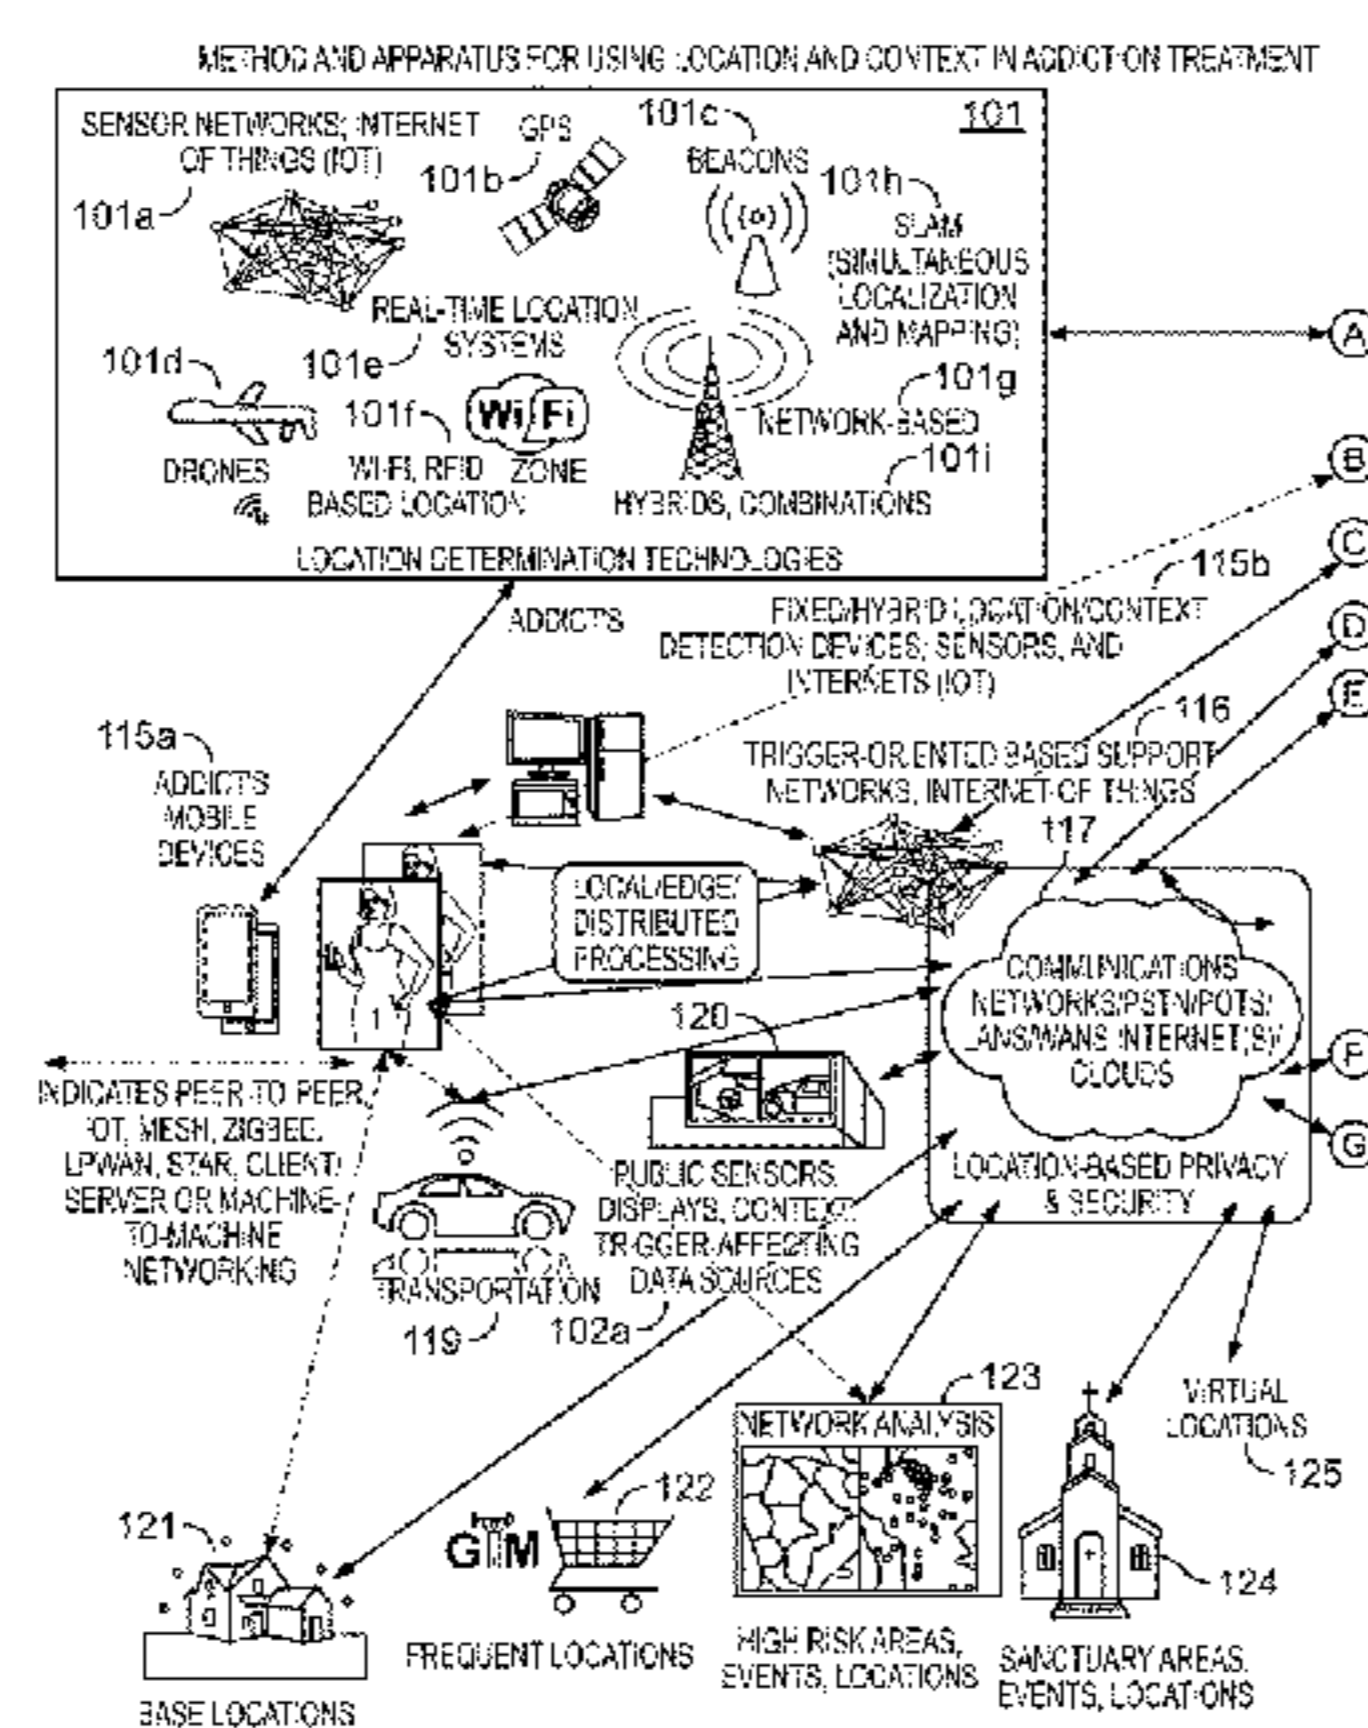 METHOD AND APPARATUS FOR USING LOCATION AND CONTEXT IN ADDICTION TREATMENT
101
SENSOR NETWORKS; INTERNET
OF THINGS (IOT)
101a
GPS
101b
101c
BEACONS
101h
SLAM
(SIMULTANEOUS
LOCALIZATION
AND MAPPING)
REAL-TIME LOCATION
SYSTEMS
101e
101d
DRONES
101f
WI-FI, RFID
BASED LOCATION
Wi Fi
ZONE
101g
NETWORK-BASED
101i
HYBRIDS, COMBINATIONS
LOCATION DETERMINATION TECHNOLOGIES
A
B
C
D
E
F
G
ADDICTS
115b
FIXED/HYBRID LOCATION/CONTEXT
DETECTION DEVICES; SENSORS, AND
INTERNETS (IOT)
115a
ADDICTS
MOBILE
DEVICES
116
TRIGGER-ORIENTED BASED SUPPORT
NETWORKS, INTERNET OF THINGS
117
LOCAL/EDGE/
DISTRIBUTED
PROCESSING
1
COMMUNICATIONS
NETWORKS/PSTN/POTS/
LANS/WANS INTERNET(S)/
CLOUDS
LOCATION-BASED PRIVACY
& SECURITY
INDICATES PEER-TO-PEER,
IOT, MESH, ZIGBEE,
LPWAN, STAR, CLIENT/
SERVER OR MACHINE-
TO-MACHINE
NETWORKING
120
PUBLIC SENSORS,
DISPLAYS, CONTEXT,
TRIGGER-AFFECTING
DATA SOURCES
102a
TRANSPORTATION
119
121
BASE LOCATIONS
122
GYM
FREQUENT LOCATIONS
123
NETWORK ANALYSIS
HIGH RISK AREAS,
EVENTS, LOCATIONS
124
SANCTUARY AREAS,
EVENTS, LOCATIONS
VIRTUAL
LOCATIONS
125